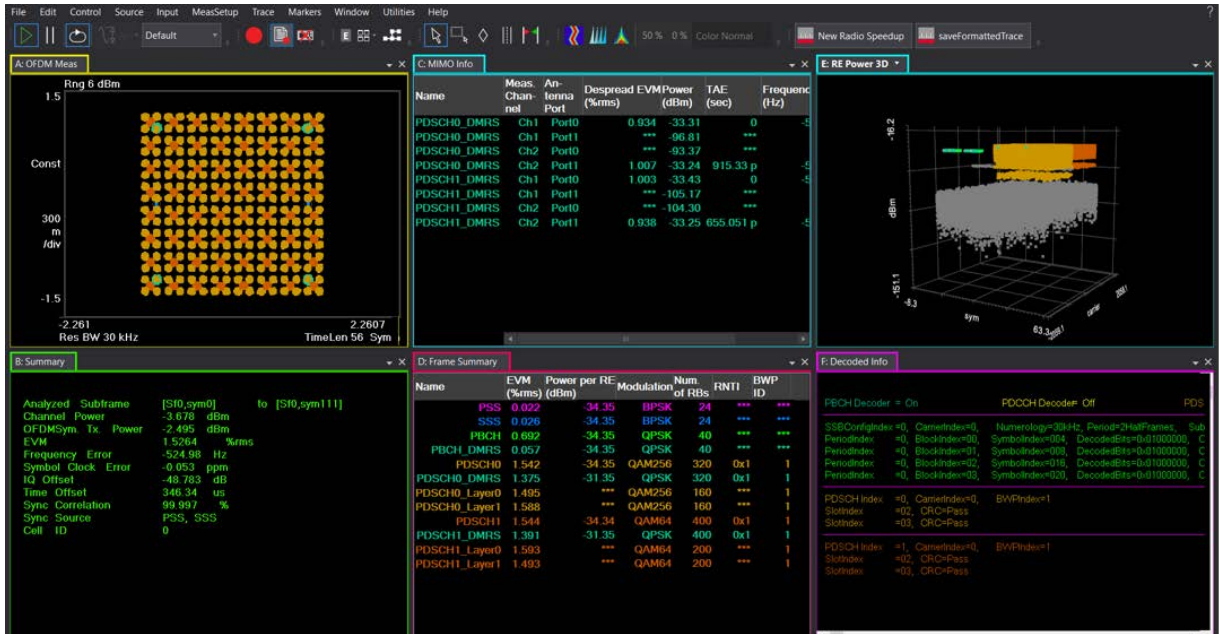 File Edit Control Source Input MeasSetup Trace Markers Window Utilities Help ?
Default E 50 % 0 % Color Normal New Radio Speedup saveFormattedTrace
A: OFDM Meas
Rng 6 dBm
1.5
Const
300
m
/div
-1.5
-2.261 2.2607
Res BW 30 kHz TimeLen 56 Sym
C: MIMO Info
Name Meas. Chan-nel An-tenna Port Despread EVM (%rms) Power (dBm) TAE (sec) Frequenc (Hz)
PDSCH0_DMRS Ch1 Port0 0.934 -33.31 0 -5
PDSCH0_DMRS Ch1 Port1 *** -96.81 ***
PDSCH0_DMRS Ch2 Port0 *** -93.37 ***
PDSCH0_DMRS Ch2 Port1 1.007 -33.24 915.33 p -5
PDSCH1_DMRS Ch1 Port0 1.003 -33.43 0 -5
PDSCH1_DMRS Ch1 Port1 *** -105.17 ***
PDSCH1_DMRS Ch2 Port0 *** -104.30 ***
PDSCH1_DMRS Ch2 Port1 0.938 -33.25 655.051 p -5
E: RE Power 3D
-16.2
dBm
-151.1
-8.3
sym
63.3
carrier
B: Summary
Analyzed Subframe [Sf0,sym0] to [Sf0,sym111]
Channel Power -3.678 dBm
OFDMSym. Tx. Power -2.495 dBm
EVM 1.5264 %rms
Frequency Error -524.98 Hz
Symbol Clock Error -0.053 ppm
IQ Offset -48.783 dB
Time Offset 346.34 us
Sync Correlation 99.997 %
Sync Source PSS, SSS
Cell ID 0
D: Frame Summary
Name EVM (%rms) Power per RE (dBm) Modulation Num. of RBs RNTI BWP ID
PSS 0.022 -34.35 BPSK 24 *** ***
SSS 0.026 -34.35 BPSK 24 *** ***
PBCH 0.692 -34.35 QPSK 40 *** ***
PBCH_DMRS 0.057 -34.35 QPSK 40 *** ***
PDSCH0 1.542 -34.35 QAM256 320 0x1 1
PDSCH0_DMRS 1.375 -31.35 QPSK 320 0x1 1
PDSCH0_Layer0 1.495 *** QAM256 160 *** 1
PDSCH0_Layer1 1.588 *** QAM256 160 *** 1
PDSCH1 1.544 -34.34 QAM64 400 0x1 1
PDSCH1_DMRS 1.391 -31.35 QPSK 400 0x1 1
PDSCH1_Layer0 1.593 *** QAM64 200 *** 1
PDSCH1_Layer1 1.493 *** QAM64 200 *** 1
F: Decoded Info
PBCH Decoder = On PDCCH Decoder= Off PDS
SSBConfigIndex =0, CarrierIndex=0, Numerology=30kHz, Period=2HalfFrames, Sub
PeriodIndex =0, BlockIndex=00, SymbolIndex=004, DecodedBits=0x01000000, C
PeriodIndex =0, BlockIndex=01, SymbolIndex=008, DecodedBits=0x01000000, C
PeriodIndex =0, BlockIndex=02, SymbolIndex=016, DecodedBits=0x01000000, C
PeriodIndex =0, BlockIndex=03, SymbolIndex=020, DecodedBits=0x01000000, C
PDSCH Index =0, CarrierIndex=0, BWPIndex=1
SlotIndex =02, CRC=Pass
SlotIndex =03, CRC=Pass
PDSCH Index =1, CarrierIndex=0, BWPIndex=1
SlotIndex =02, CRC=Pass
SlotIndex =03, CRC=Pass